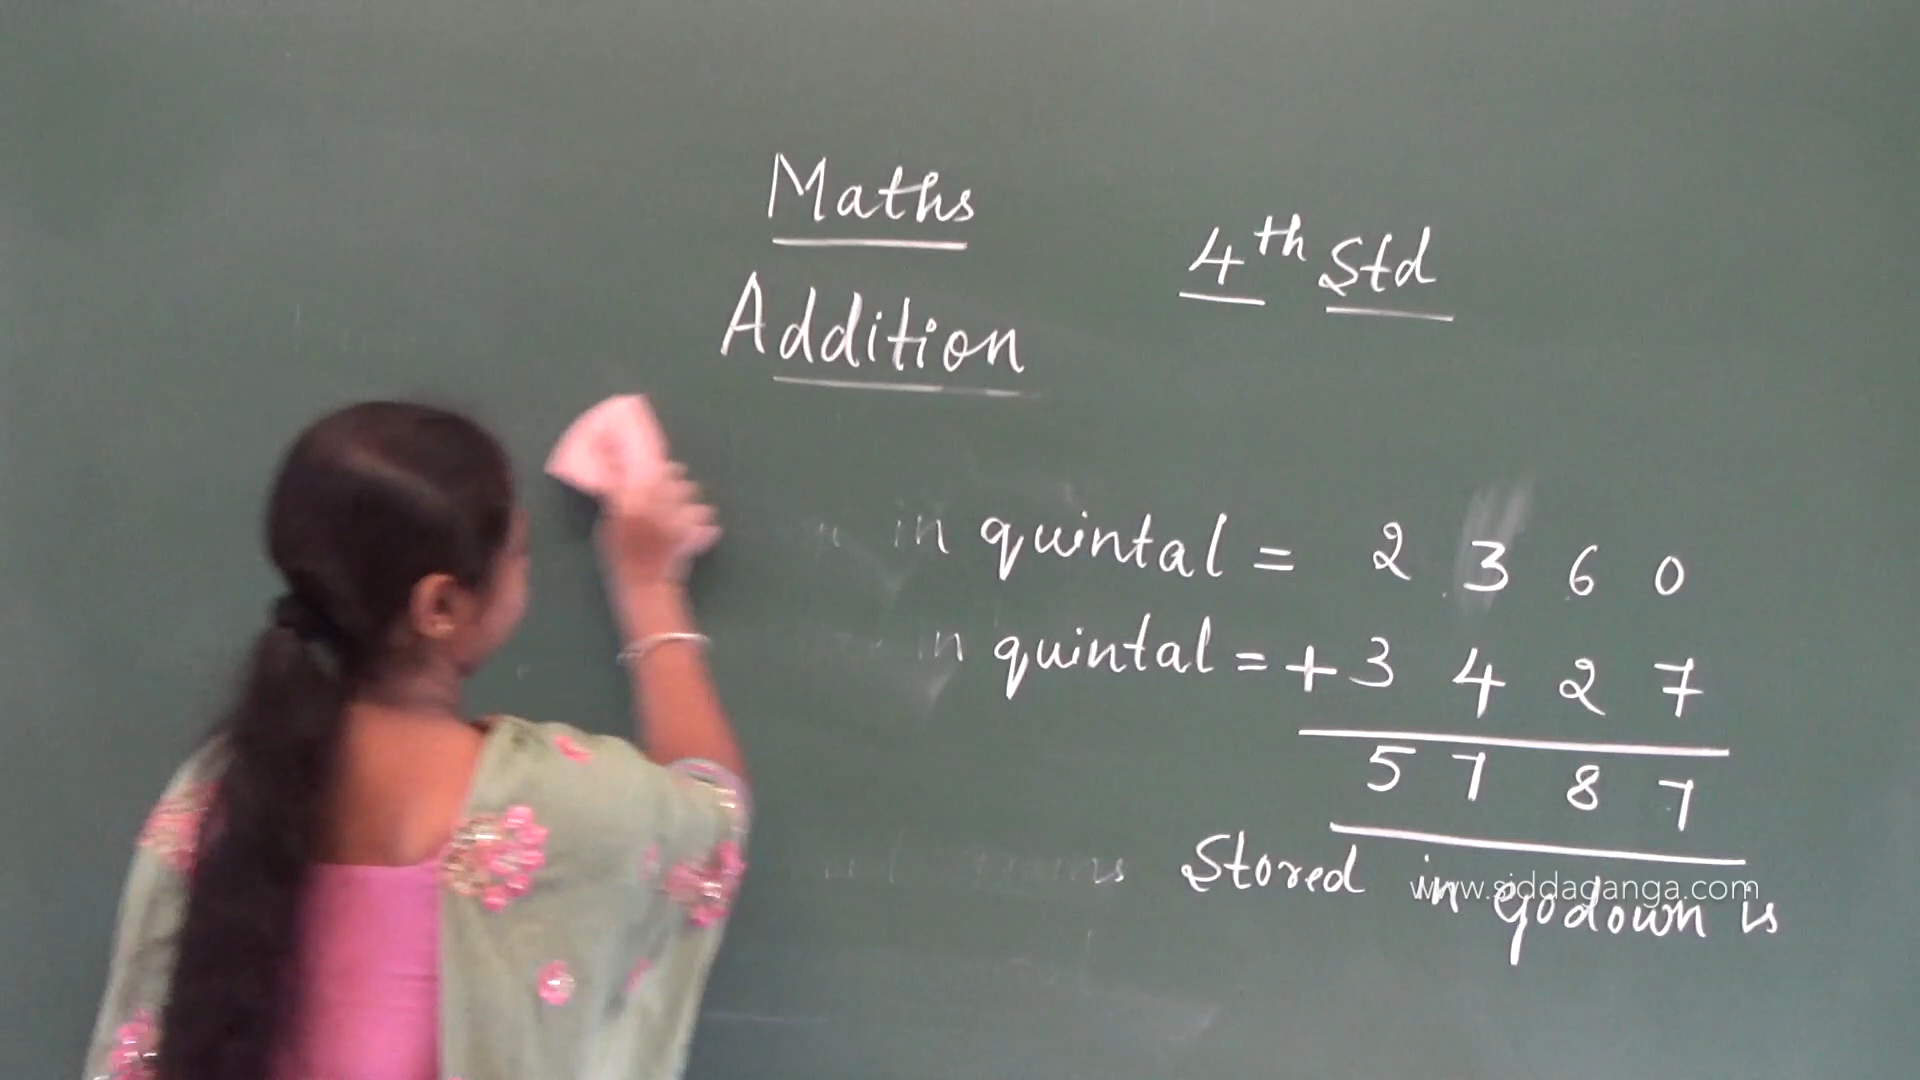 Maths
4th Std
Addition
in quintal = 2 3 6 0
in quintal = + 3 4 2 7
5 7 8 7
Stored in godown is
www.siddaganga.com